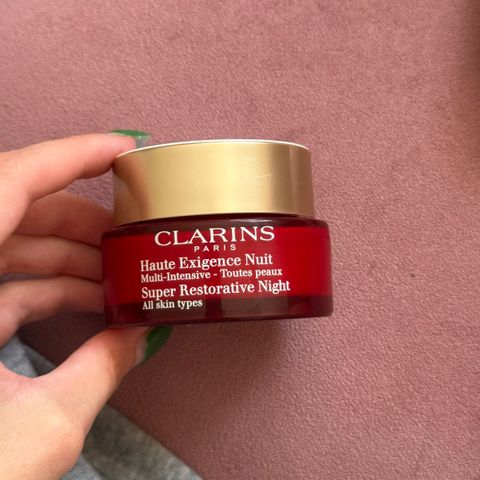 CLARINS
PARIS
Haute Exigence Nuit
Multi-Intensive - Toutes peaux
Super Restorative Night
All skin types